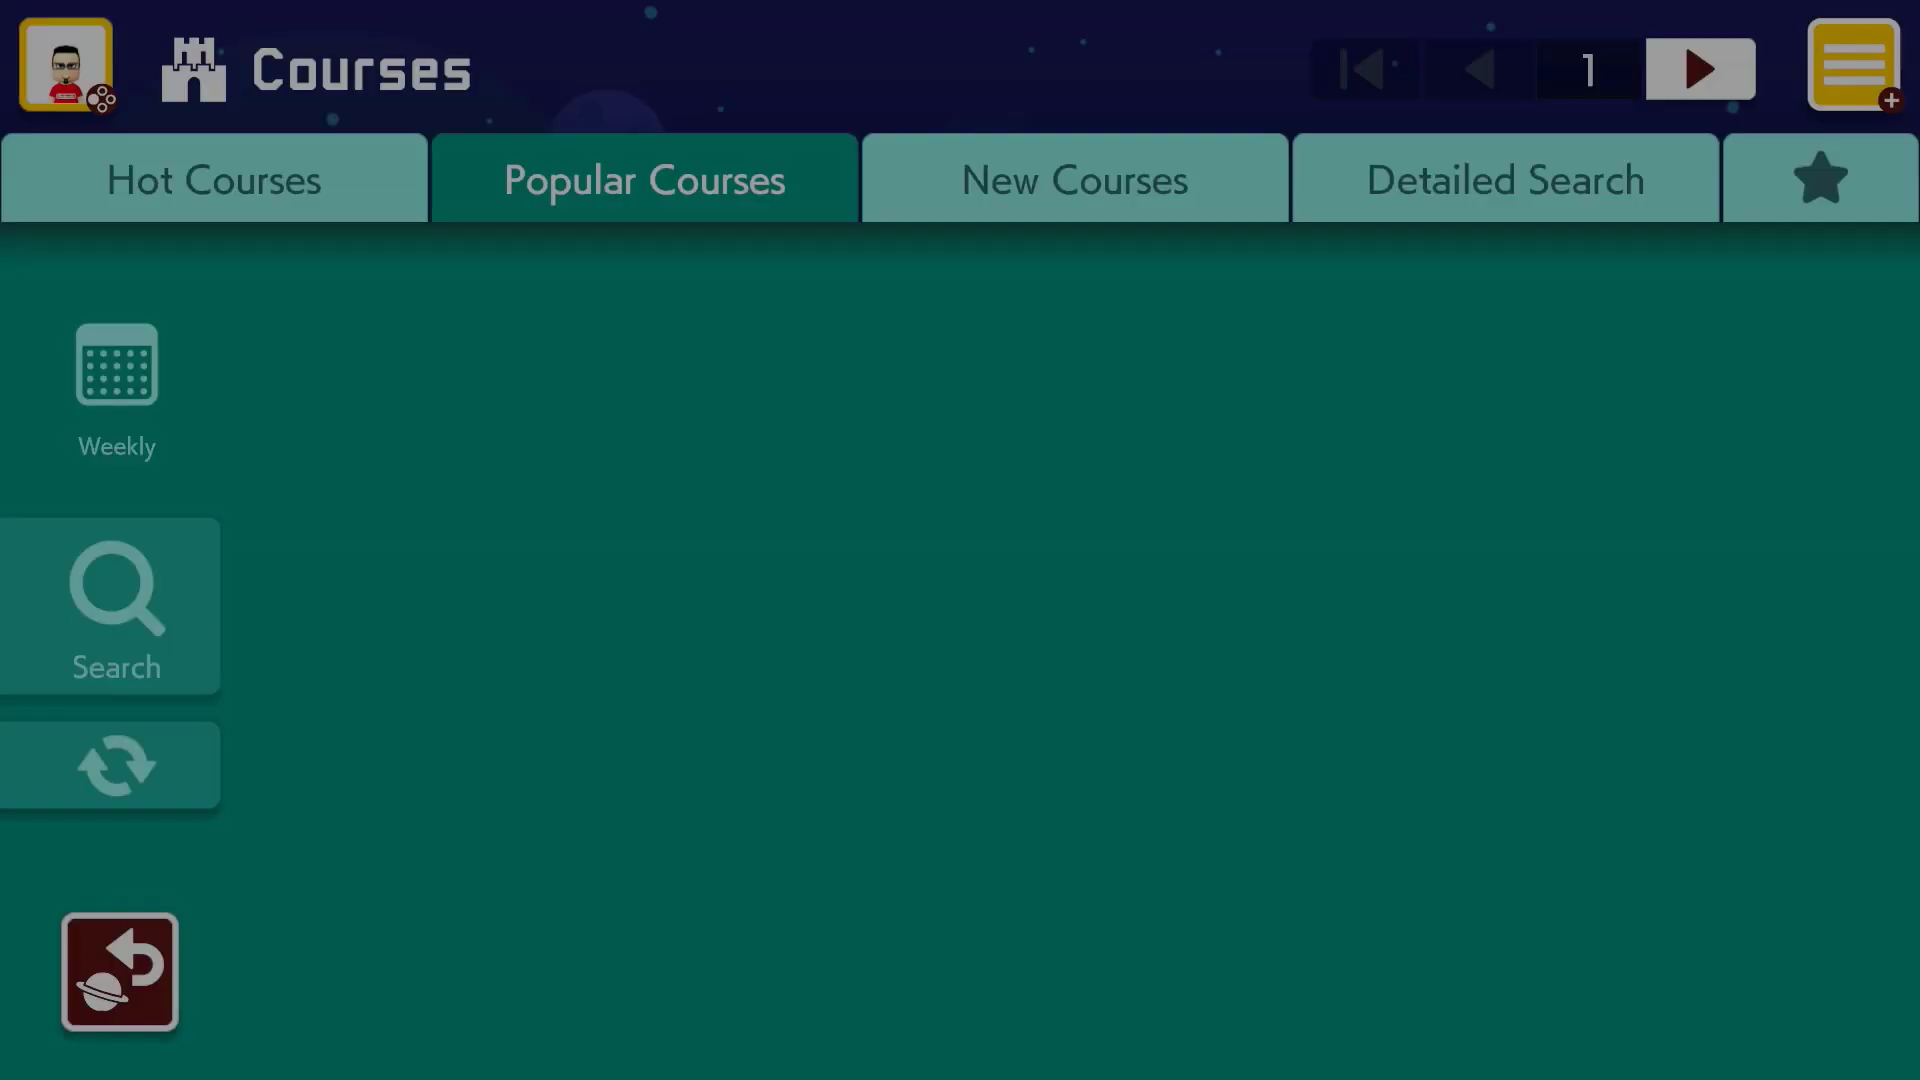 Courses
1
Hot Courses
Popular Courses
New Courses
Detailed Search
Weekly
Search